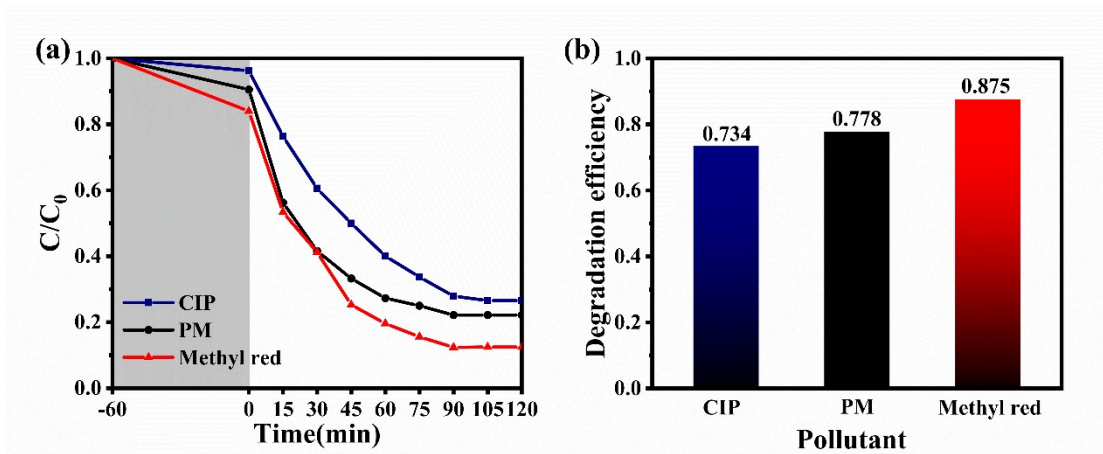 (a)
1.0
0.8
0.6
0.4
0.2
0.0
C/C₀
CIP
PM
Methyl red
-60 0 15 30 45 60 75 90 105 120
Time(min)
(b)
1.0
0.8
0.6
0.4
0.2
0.0
Degradation efficiency
0.734
0.778
0.875
CIP PM Methyl red
Pollutant